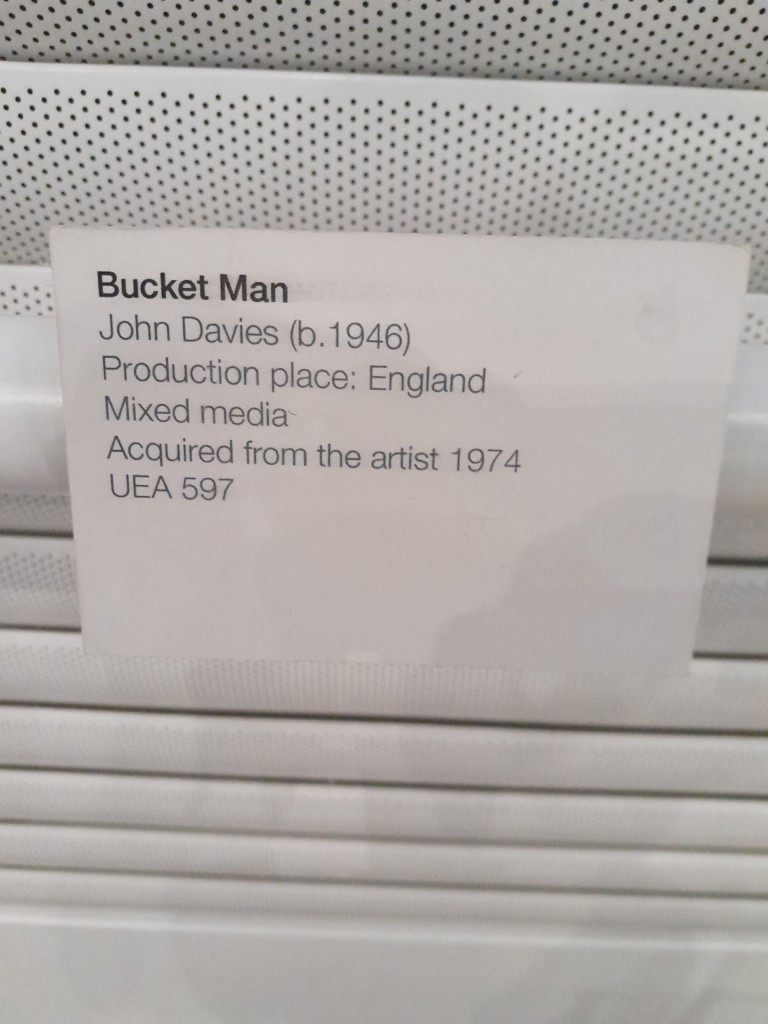 Bucket Man
John Davies (b.1946)
Production place: England
Mixed media
Acquired from the artist 1974
UEA 597